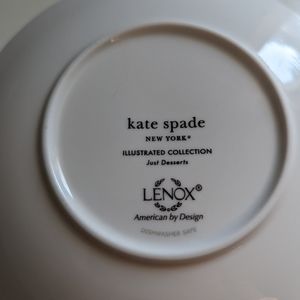 kate spade
NEW YORK®
ILLUSTRATED COLLECTION
Just Desserts
LENOX®
American by Design
DISHWASHER SAFE